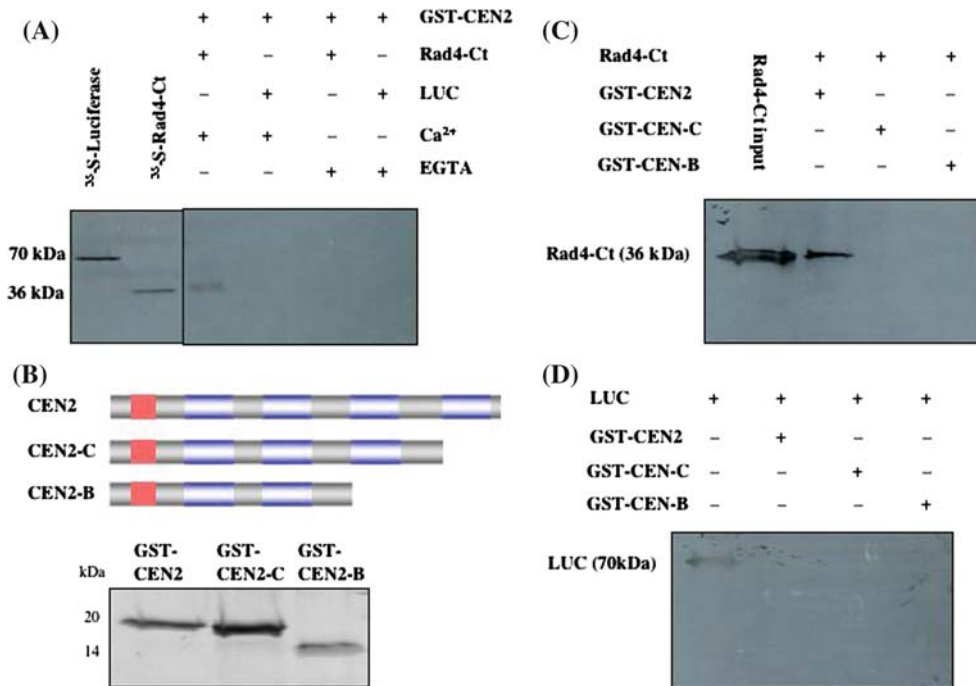 (A)
+ + + + GST-CEN2
+ – + – Rad4-Ct
– + – + LUC
+ + – – Ca²⁺
– – + + EGTA
³⁵-S-Luciferase
³⁵-S-Rad4-Ct
70 kDa
36 kDa
(B)
CEN2
CEN2-C
CEN2-B
GST-CEN2
GST-CEN2-C
GST-CEN2-B
kDa
20
14
(C)
Rad4-Ct + + +
GST-CEN2 + – –
GST-CEN-C – + –
GST-CEN-B – – +
Rad4-Ct input
Rad4-Ct (36 kDa)
(D)
LUC + + + +
GST-CEN2 – + – –
GST-CEN-C – – + –
GST-CEN-B – – – +
LUC (70kDa)